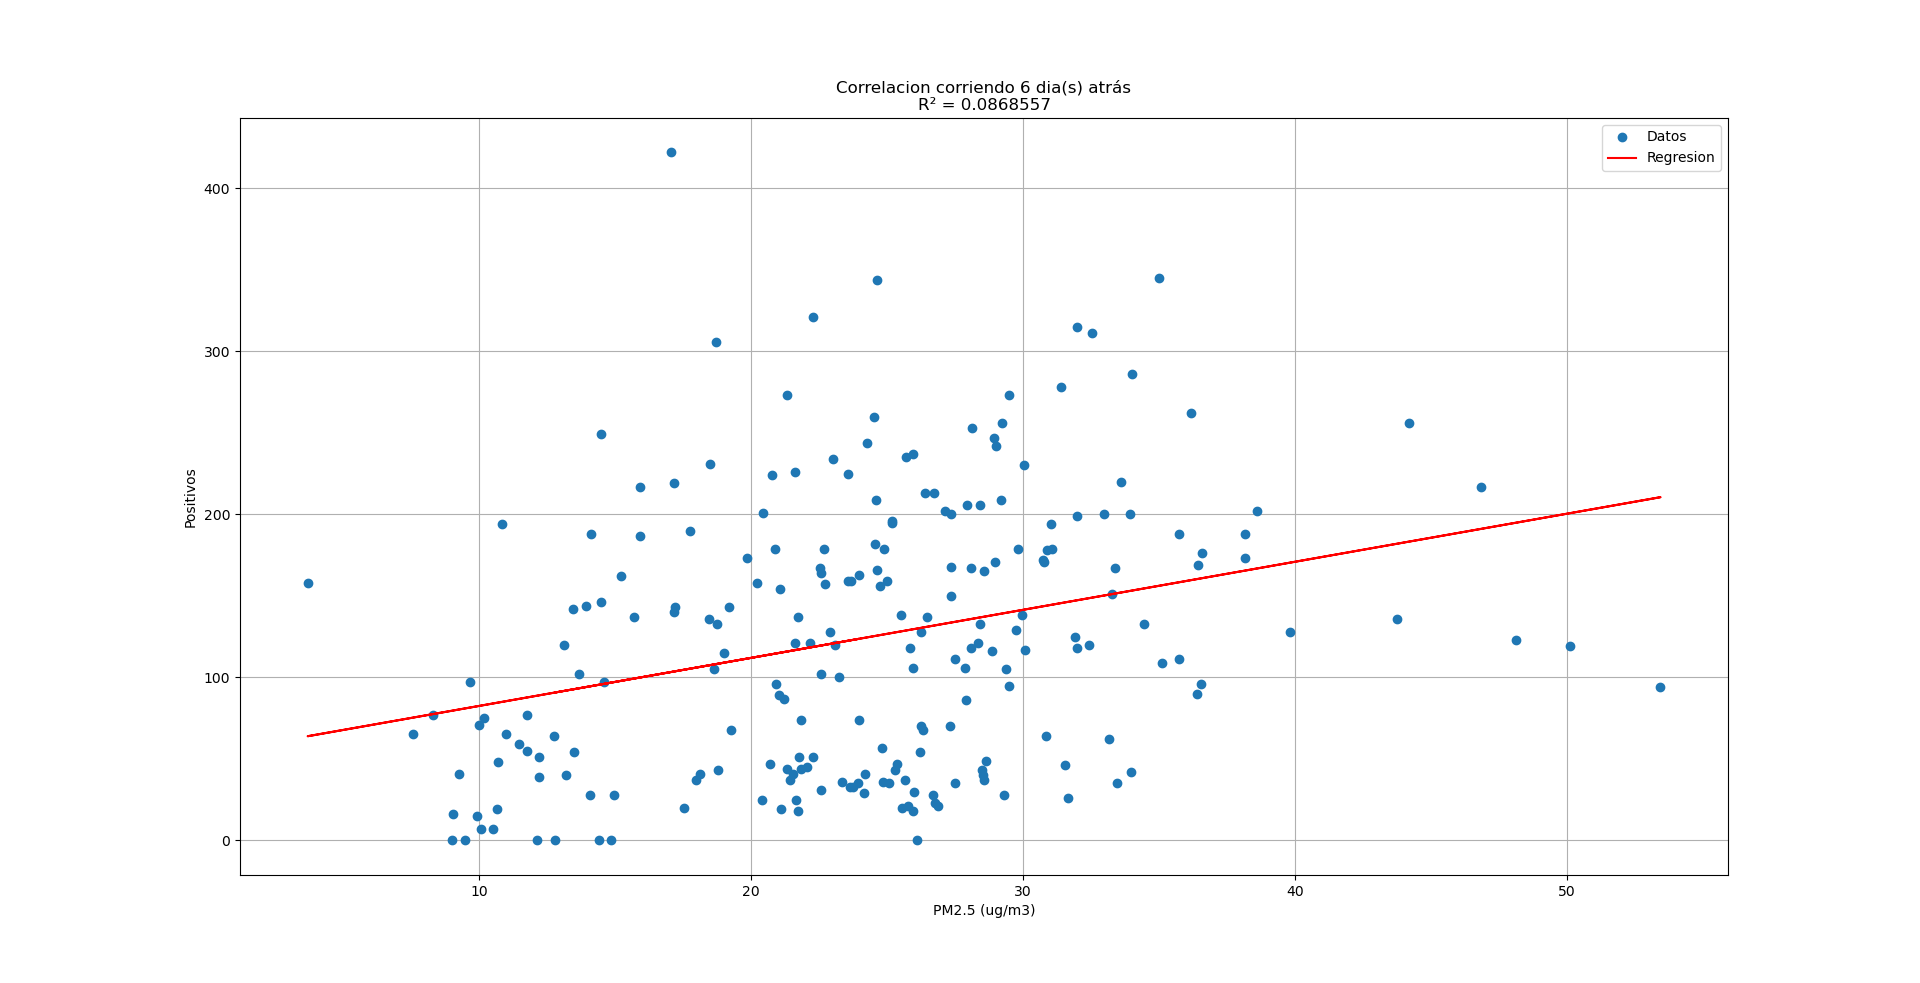 Correlacion corriendo 6 dia(s) atrás
R² = 0.0868557
Datos
Regresion
400
300
200
100
0
Positivos
10
20
30
40
50
PM2.5 (ug/m3)